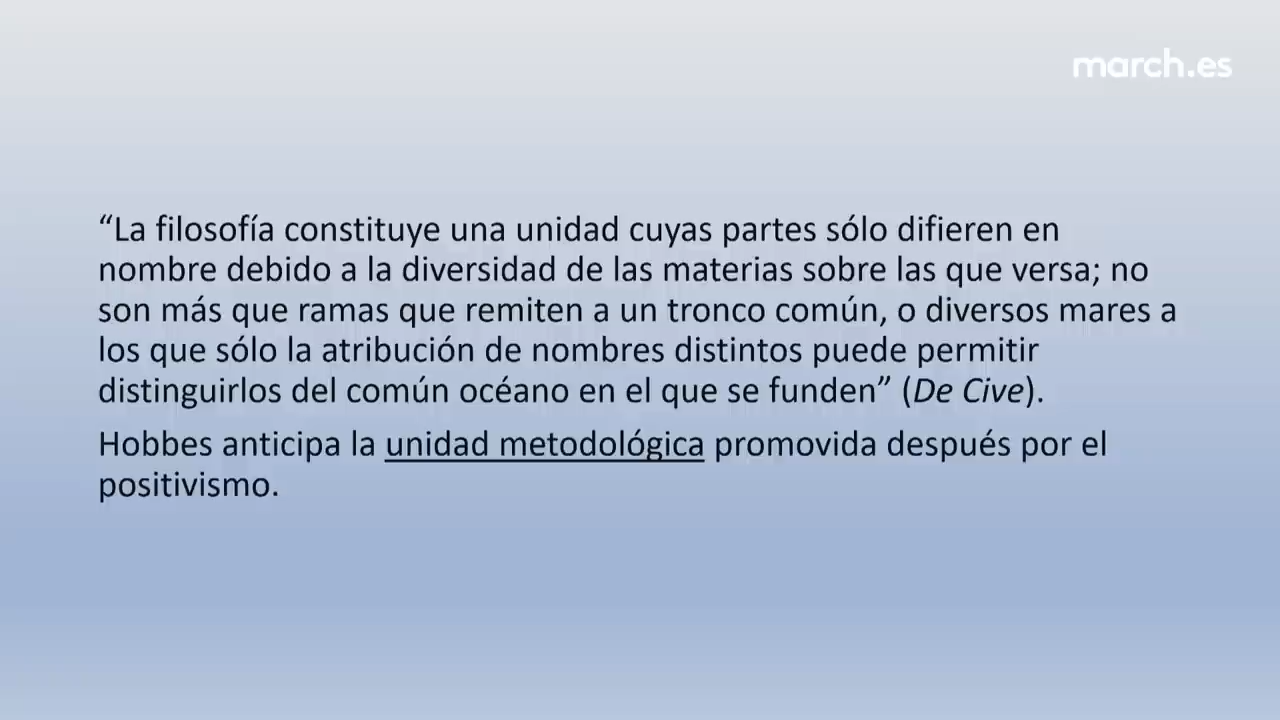 march.es
“La filosofía constituye una unidad cuyas partes sólo difieren en
nombre debido a la diversidad de las materias sobre las que versa; no
son más que ramas que remiten a un tronco común, o diversos mares a
los que sólo la atribución de nombres distintos puede permitir
distinguirlos del común océano en el que se funden” (De Cive).
Hobbes anticipa la unidad metodológica promovida después por el
positivismo.